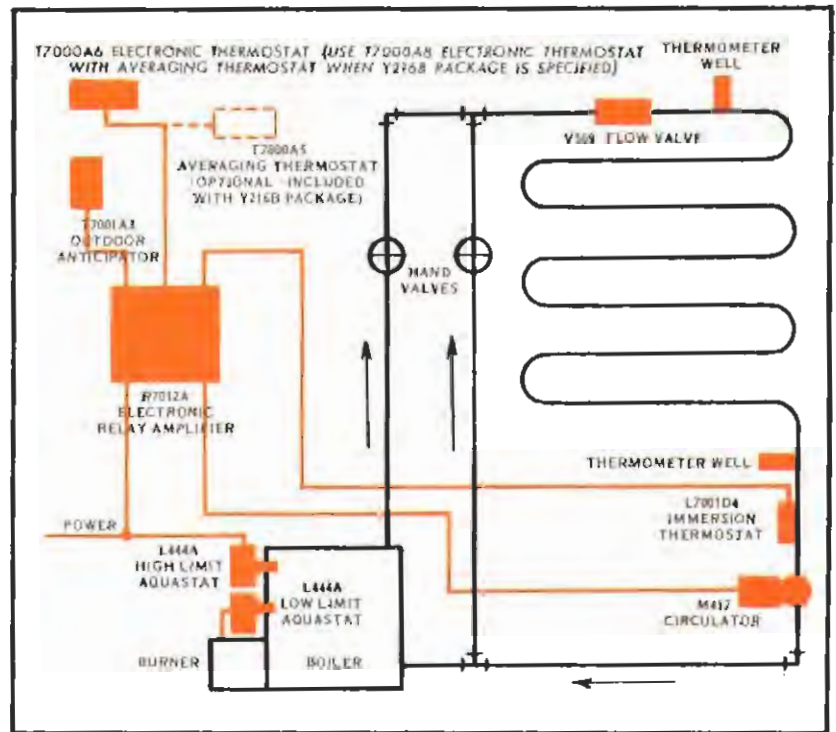 T7000A6 ELECTRONIC THERMOSTAT (USE T7000A8 ELECTRONIC THERMOSTAT
WITH AVERAGING THERMOSTAT WHEN Y216B PACKAGE IS SPECIFIED)
THERMOMETER
WELL
V509 FLOW VALVE
T7000A5
AVERAGING THERMOSTAT
(OPTIONAL - INCLUDED
WITH Y216B PACKAGE)
OUTDOOR
ANTICIPATOR
HAND
VALVES
R7012A
ELECTRONIC
RELAY AMPLIFIER
THERMOMETER WELL
L7001D4
IMMERSION
THERMOSTAT
POWER
L444A
HIGH LIMIT
AQUASTAT
L444A
LOW LIMIT
AQUASTAT
M417
CIRCULATOR
BURNER
BOILER